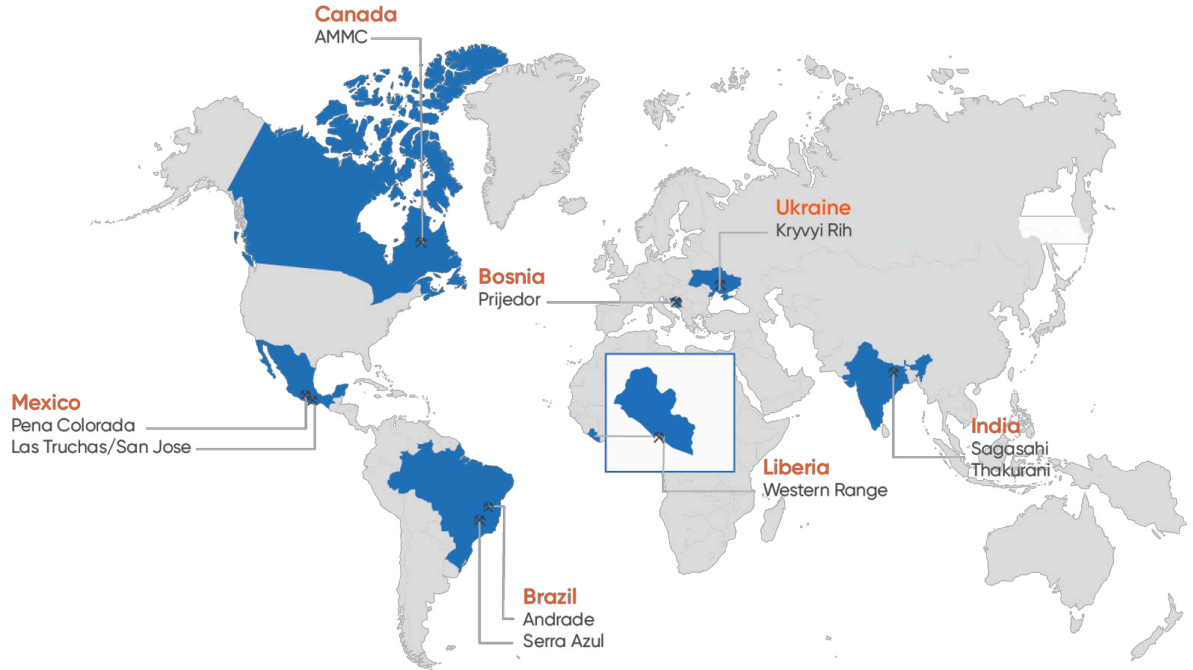 Canada
AMMC
Ukraine
Kryvyi Rih
Bosnia
Prijedor
Mexico
Pena Colorada
Las Truchas/San Jose
India
Sagasahi
Thakurani
Liberia
Western Range
Brazil
Andrade
Serra Azul